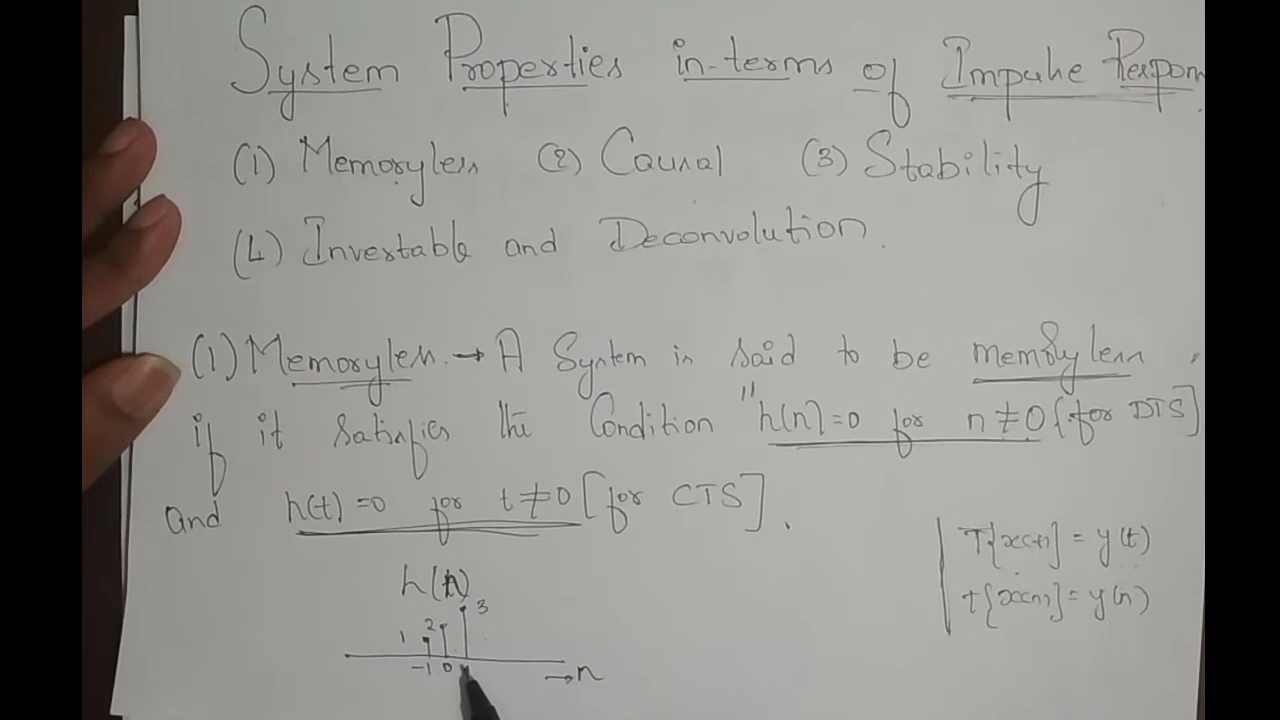 System Properties in-terms of Impulse Respon
(1) Memoryless (2) Causal (3) Stability
(4) Invertable and Deconvolution.
(1) Memoryless → A System is said to be memoryless,
if it satisfies the Condition "h[n]=0 for n≠0 [for DTS]
and h(t)=0 for t≠0 [for CTS].
T[x(t)] = y(t)
T[x(n)] = y(n)
h(n)
1 2 3
-1 0
→n